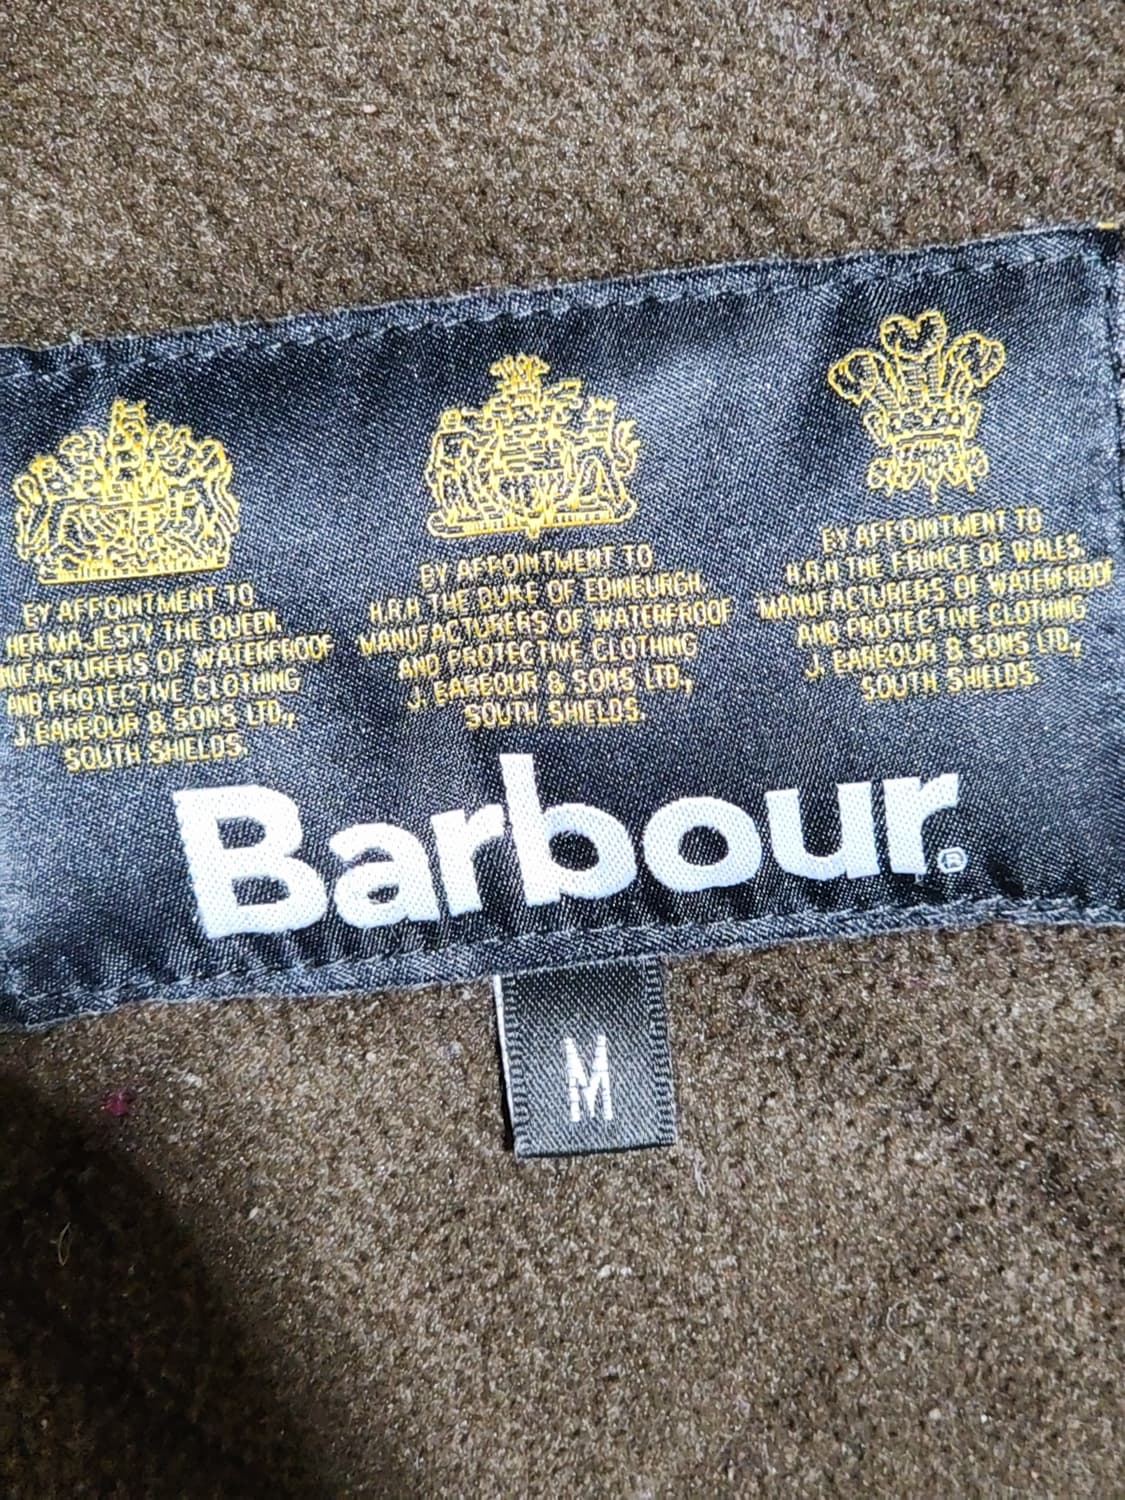 BY APPOINTMENT TO
HER MAJESTY THE QUEEN.
NUFACTURERS OF WATERPROOF
AND PROTECTIVE CLOTHING
J. BARBOUR & SONS LTD.,
SOUTH SHIELDS.
BY APPOINTMENT TO
H.R.H THE DUKE OF EDINBURGH.
MANUFACTURERS OF WATERPROOF
AND PROTECTIVE CLOTHING
J. BARBOUR & SONS LTD.,
SOUTH SHIELDS.
BY APPOINTMENT TO
H.R.H THE PRINCE OF WALES.
MANUFACTURERS OF WATERPROOF
AND PROTECTIVE CLOTHING
J. BARBOUR & SONS LTD.,
SOUTH SHIELDS.
Barbour®
M